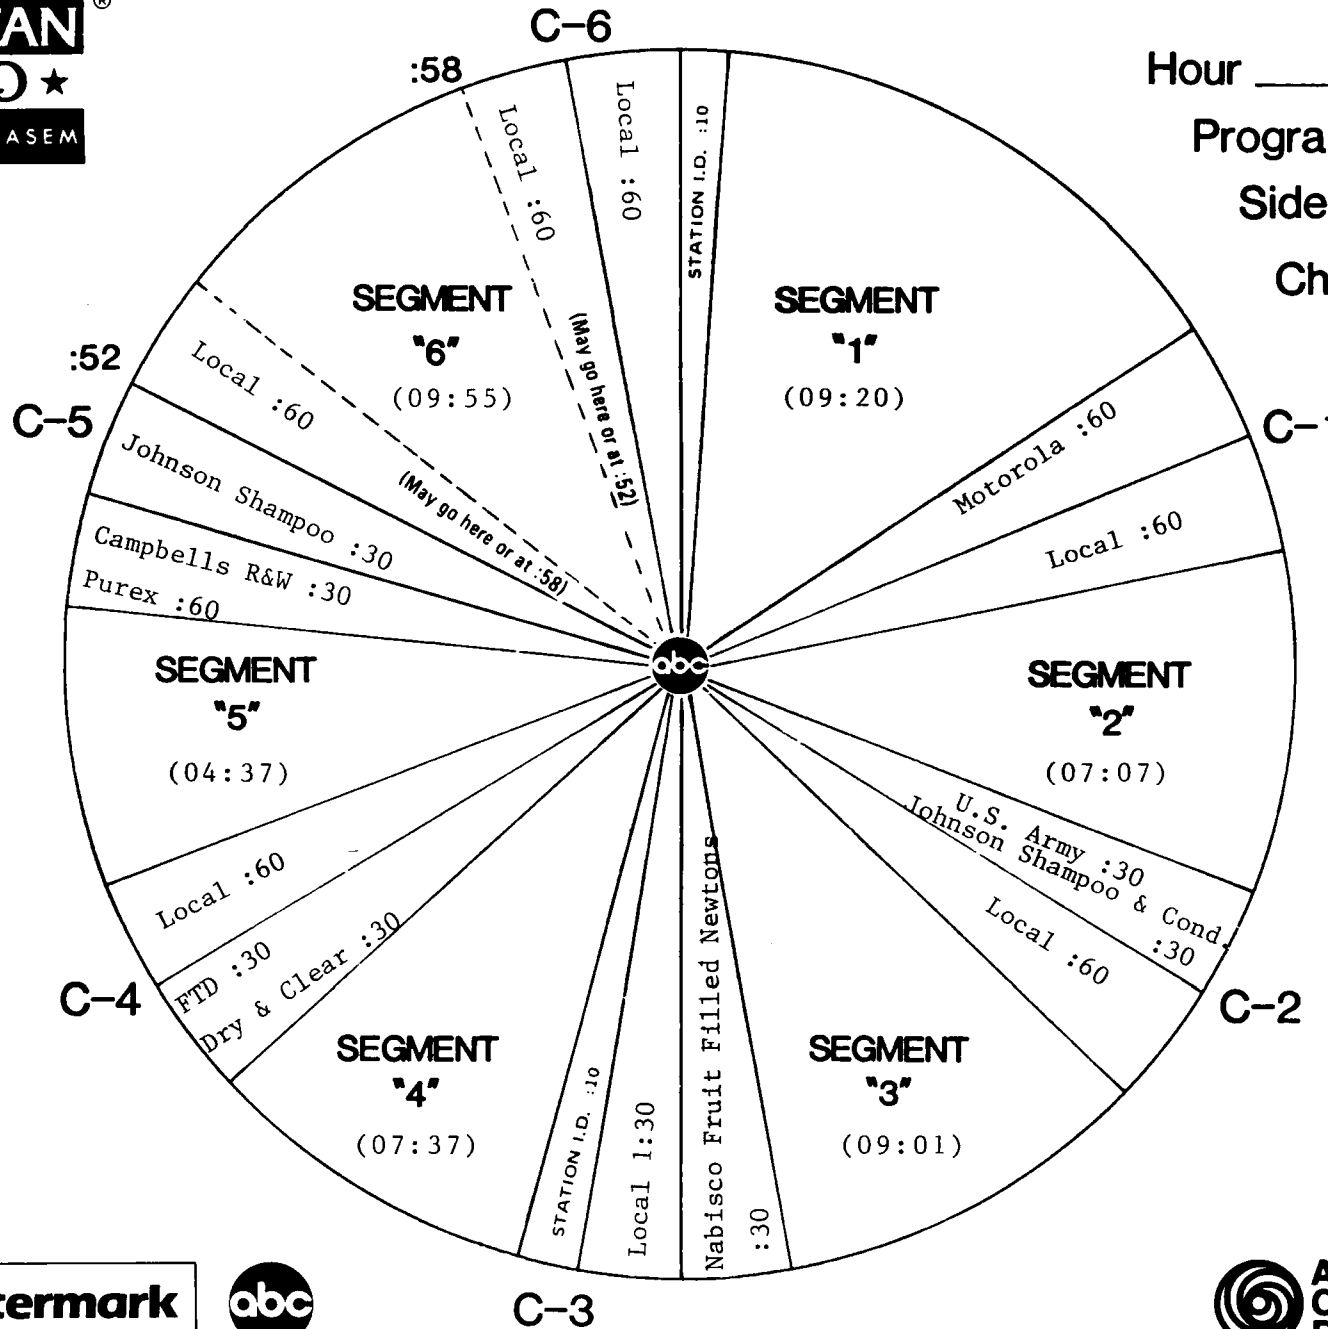 C-6
:58
ASEM
Hour
Local :60
Local :60
(May go here or at :52)
STATION I.D. :10
SEGMENT
"1"
(09:20)
Motorola :60
C-1
Local :60
SEGMENT
"2"
(07:07)
U.S. Army :30
Johnson Shampoo & Cond.
:30
C-2
Local :60
SEGMENT
"3"
(09:01)
Nabisco Fruit Filled Newtons
:30
Local 1:30
C-3
STATION I.D. :10
SEGMENT
"4"
(07:37)
Dry & Clear :30
FTD :30
C-4
Local :60
SEGMENT
"5"
(04:37)
Purex :60
Campbells R&W :30
Johnson Shampoo :30
C-5
:52
Local :60
(May go here or at :58)
SEGMENT
"6"
(09:55)
abc
termark
abc